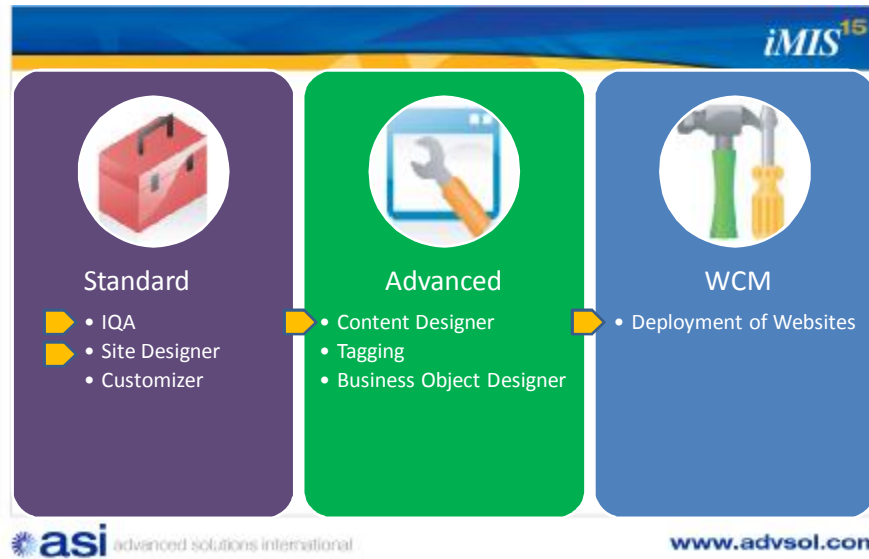 iMIS15
Standard
• IQA
• Site Designer
• Customizer
Advanced
• Content Designer
• Tagging
• Business Object Designer
WCM
• Deployment of Websites
asi advanced solutions international
www.advsol.com